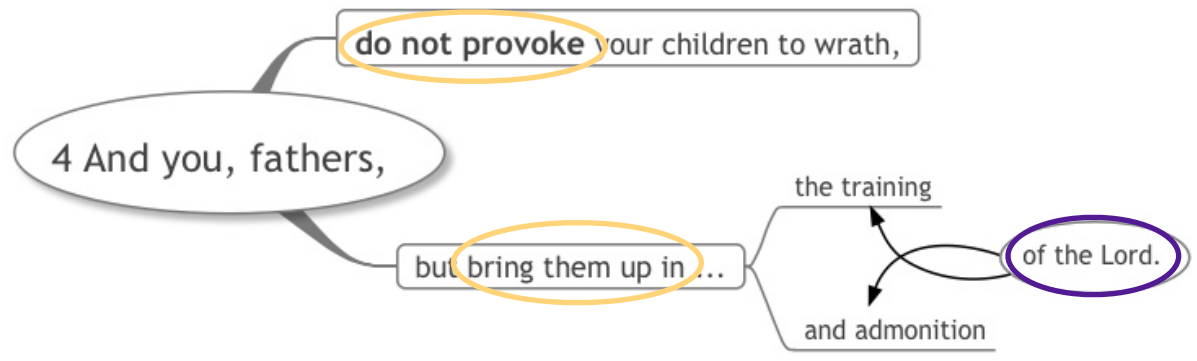 do not provoke your children to wrath,
4 And you, fathers,
but bring them up in ...
the training
of the Lord.
and admonition